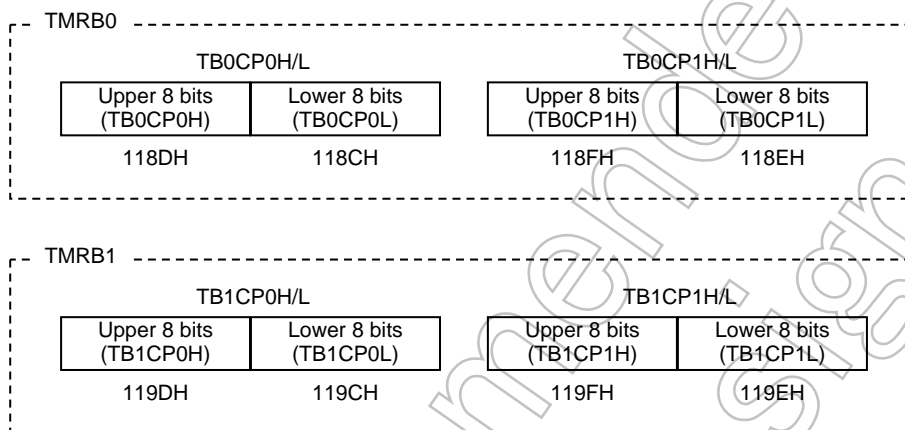 TMRB0
TB0CP0H/L TB0CP1H/L
Upper 8 bits Lower 8 bits Upper 8 bits Lower 8 bits
(TB0CP0H) (TB0CP0L) (TB0CP1H) (TB0CP1L)
118DH 118CH 118FH 118EH
TMRB1
TB1CP0H/L TB1CP1H/L
Upper 8 bits Lower 8 bits Upper 8 bits Lower 8 bits
(TB1CP0H) (TB1CP0L) (TB1CP1H) (TB1CP1L)
119DH 119CH 119FH 119EH